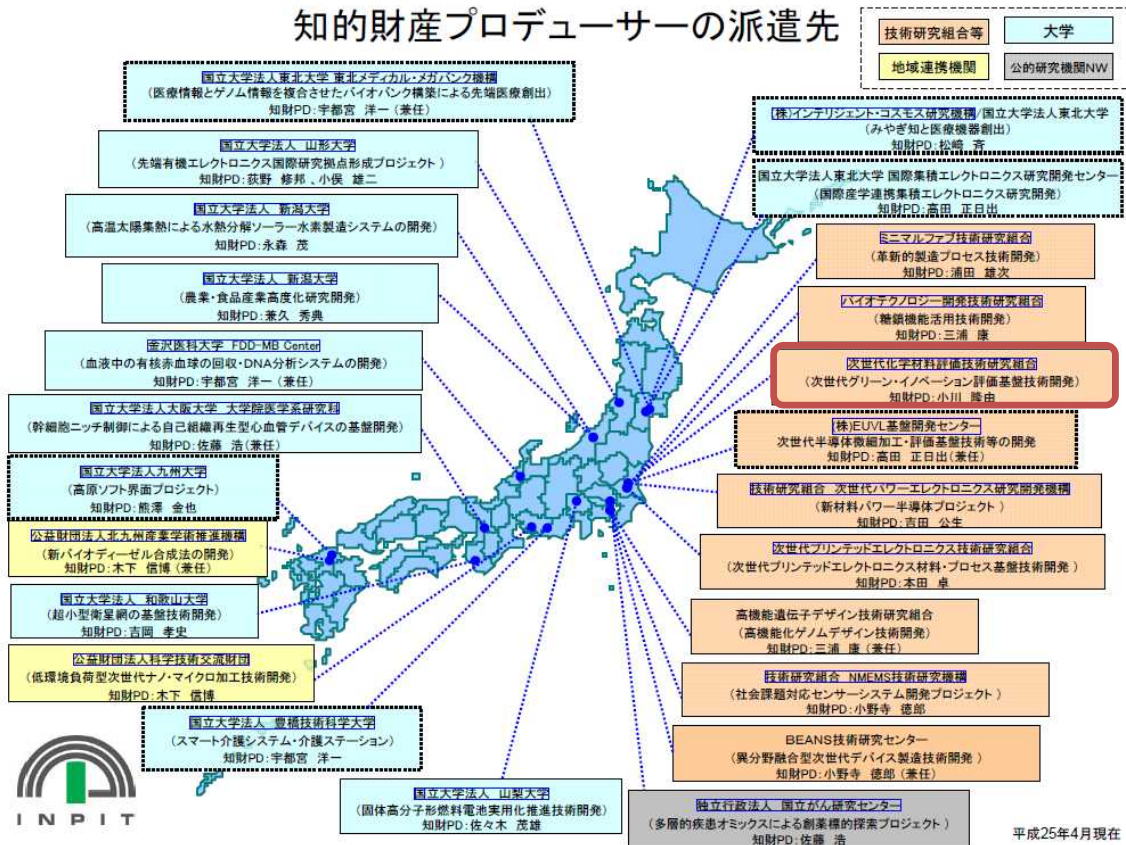 知的財産プロデューサーの派遣先
技術研究組合等
大学
地域連携機関
公的研究機関NW
国立大学法人東北大学 東北メディカル・メガバンク機構
(医療情報とゲノム情報を複合させたバイオバンク構築による先端医療創出)
知財PD:宇都宮 洋一(兼任)
国立大学法人 山形大学
(先端有機エレクトロニクス国際研究拠点形成プロジェクト)
知財PD:荻野 修邦 、小俣 雄二
国立大学法人 新潟大学
(高温太陽集熱による水熱分解ソーラー水素製造システムの開発)
知財PD:永森 茂
国立大学法人 新潟大学
(農業・食品産業高度化研究開発)
知財PD:兼久 秀典
金沢医科大学 FDD-MB Center
(血液中の有核赤血球の回収・DNA分析システムの開発)
知財PD:宇都宮 洋一(兼任)
国立大学法人大阪大学 大学院医学系研究科
(幹細胞ニッチ制御による自己組織再生型心血管デバイスの基盤開発)
知財PD:佐藤 浩(兼任)
国立大学法人九州大学
(高原ソフト界面プロジェクト)
知財PD:熊澤 金也
公益財団法人北九州産業学術推進機構
(新バイオディーゼル合成法の開発)
知財PD:木下 信博(兼任)
国立大学法人 和歌山大学
(超小型衛星網の基盤技術開発)
知財PD:吉岡 孝史
公益財団法人科学技術交流財団
(低環境負荷型次世代ナノ・マイクロ加工技術開発)
知財PD:木下 信博
国立大学法人 豊橋技術科学大学
(スマート介護システム・介護ステーション)
知財PD:宇都宮 洋一
国立大学法人 山梨大学
(固体高分子形燃料電池実用化推進技術開発)
知財PD:佐々木 茂雄
(株)インテリジェント・コスモス研究機構/国立大学法人東北大学
(みやぎ知と医療機器創出)
知財PD:松崎 斉
国立大学法人東北大学 国際集積エレクトロニクス研究開発センター
(国際産学連携集積エレクトロニクス研究開発)
知財PD:高田 正日出
ミニマルファブ技術研究組合
(革新的製造プロセス技術開発)
知財PD:浦田 雄次
バイオテクノロジー開発技術研究組合
(糖鎖機能活用技術開発)
知財PD:三浦 康
次世代化学材料評価技術研究組合
(次世代グリーン・イノベーション評価基盤技術開発)
知財PD:小川 隆由
(株)EUVL基盤開発センター
次世代半導体微細加工・評価基盤技術等の開発
知財PD:高田 正日出(兼任)
技術研究組合 次世代パワーエレクトロニクス研究開発機構
(新材料パワー半導体プロジェクト)
知財PD:吉田 公生
次世代プリンテッドエレクトロニクス技術研究組合
(次世代プリンテッドエレクトロニクス材料・プロセス基盤技術開発)
知財PD:本田 卓
高機能遺伝子デザイン技術研究組合
(高機能化ゲノムデザイン技術開発)
知財PD:三浦 康(兼任)
技術研究組合 NMEMS技術研究機構
(社会課題対応センサーシステム開発プロジェクト)
知財PD:小野寺 徳郎
BEANS技術研究センター
(異分野融合型次世代デバイス製造技術開発)
知財PD:小野寺 徳郎(兼任)
独立行政法人 国立がん研究センター
(多層的疾患オミックスによる創薬標的探索プロジェクト)
知財PD:佐藤 浩
INPIT
平成25年4月現在